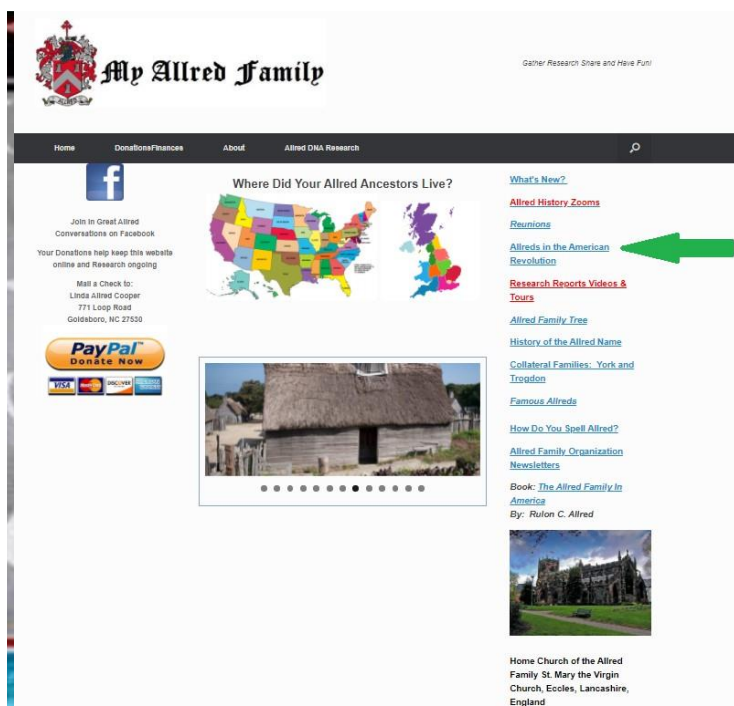 My Allred Family
Gather Research Share and Have Fun!
Home
DonationsFinances
About
Allred DNA Research
Join in Great Allred
Conversations on Facebook
Your Donations help keep this website
online and Research ongoing
Mail a Check to:
Linda Allred Cooper
771 Loop Road
Goldsboro, NC 27530
PayPal
Donate Now
VISA
DISCOVER
Where Did Your Allred Ancestors Live?
What's New?
Allred History Zooms
Reunions
Allreds in the American
Revolution
Research Reports Videos &
Tours
Allred Family Tree
History of the Allred Name
Collateral Families: York and
Trogdon
Famous Allreds
How Do You Spell Allred?
Allred Family Organization
Newsletters
Book: The Allred Family In
America
By: Rulon C. Allred
Home Church of the Allred
Family St. Mary the Virgin
Church, Eccles, Lancashire,
England